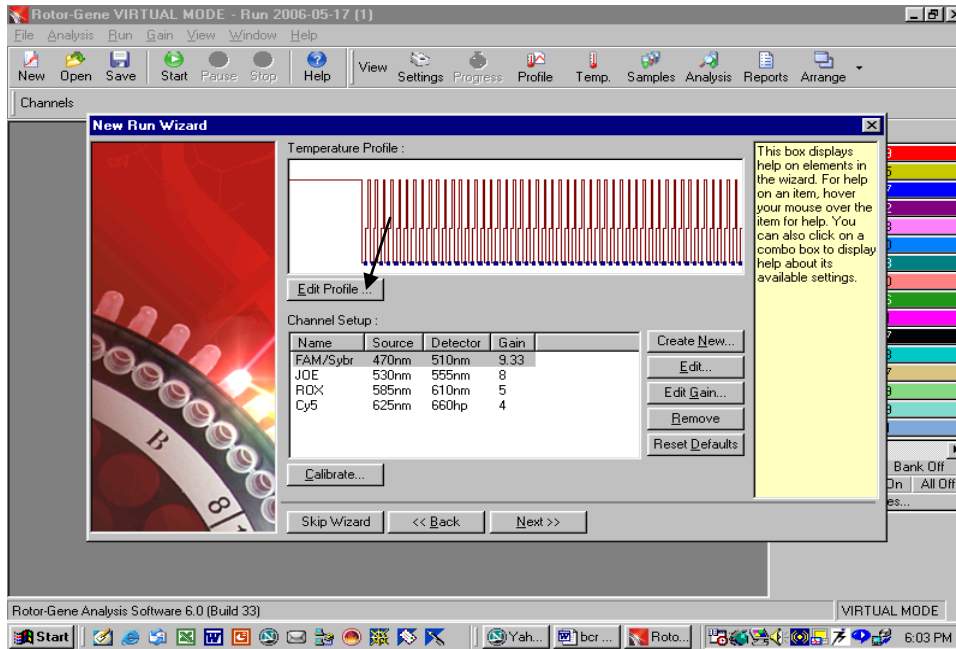 Rotor-Gene VIRTUAL MODE - Run 2006-05-17 (1)
File Analysis Run Gain View Window Help
New Open Save Start Pause Stop Help View Settings Progress Profile Temp. Samples Analysis Reports Arrange
Channels
New Run Wizard
Temperature Profile :
This box displays
help on elements in
the wizard. For help
on an item, hover
your mouse over the
item for help. You
can also click on a
combo box to display
help about its
available settings.
Edit Profile ...
Channel Setup :
Name Source Detector Gain
FAM/Sybr 470nm 510nm 9.33
JOE 530nm 555nm 8
ROX 585nm 610nm 5
Cy5 625nm 660hp 4
Create New...
Edit...
Edit Gain...
Remove
Reset Defaults
Calibrate...
Skip Wizard << Back Next >>
B
8
Bank Off
On All Off
es...
Rotor-Gene Analysis Software 6.0 (Build 33) VIRTUAL MODE
Start Yah... bcr ... Roto... 6:03 PM